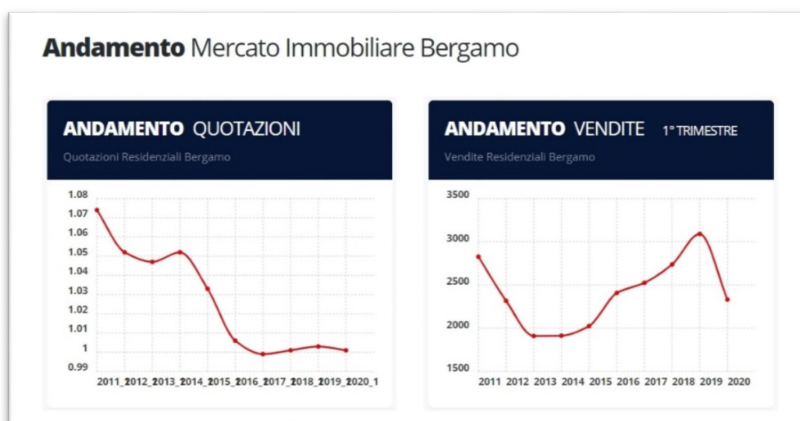 Andamento Mercato Immobiliare Bergamo
ANDAMENTO QUOTAZIONI
Quotazioni Residenziali Bergamo
1.08
1.07
1.06
1.05
1.04
1.03
1.02
1.01
1
0.99
2011_1 2012_1 2013_1 2014_1 2015_1 2016_1 2017_1 2018_1 2019_1 2020_1
ANDAMENTO VENDITE 1° TRIMESTRE
Vendite Residenziali Bergamo
3500
3000
2500
2000
1500
2011 2012 2013 2014 2015 2016 2017 2018 2019 2020